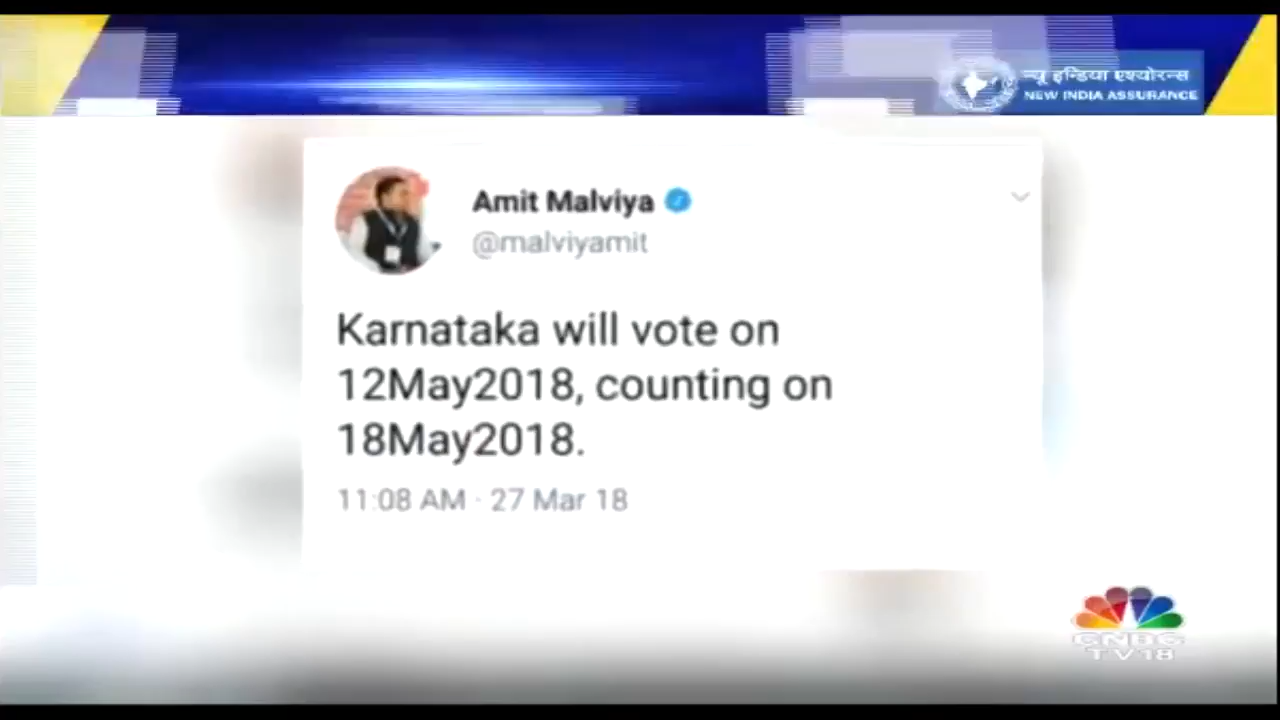 न्यू इन्डिया एश्योरन्स
NEW INDIA ASSURANCE
Amit Malviya
@malviyamit
Karnataka will vote on
12May2018, counting on
18May2018.
11:08 AM · 27 Mar 18
CNBC
TV18